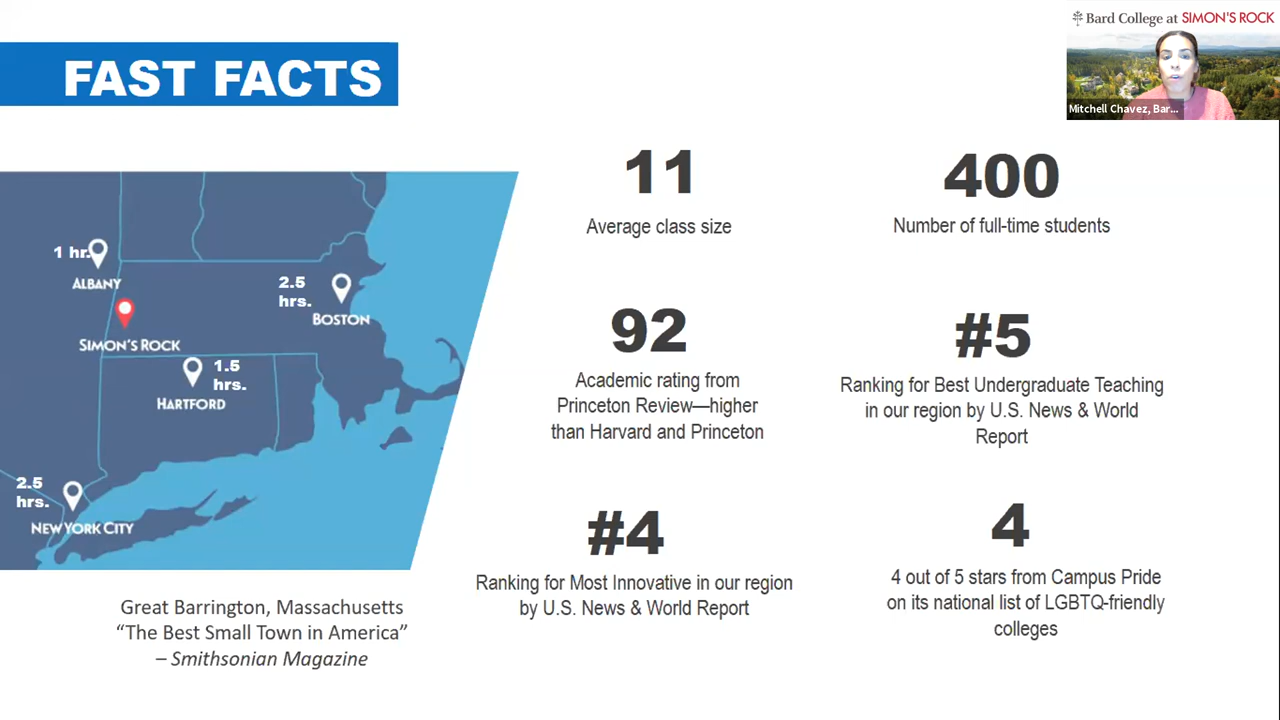 Bard College at SIMON'S ROCK
Mitchell Chavez, Bar...
FAST FACTS
1 hr.
ALBANY
SIMON'S ROCK
2.5
hrs.
BOSTON
1.5
hrs.
HARTFORD
2.5
hrs.
NEW YORK CITY
Great Barrington, Massachusetts
“The Best Small Town in America”
– Smithsonian Magazine
11
Average class size
400
Number of full-time students
92
Academic rating from
Princeton Review—higher
than Harvard and Princeton
#5
Ranking for Best Undergraduate Teaching
in our region by U.S. News & World
Report
#4
Ranking for Most Innovative in our region
by U.S. News & World Report
4
4 out of 5 stars from Campus Pride
on its national list of LGBTQ-friendly
colleges